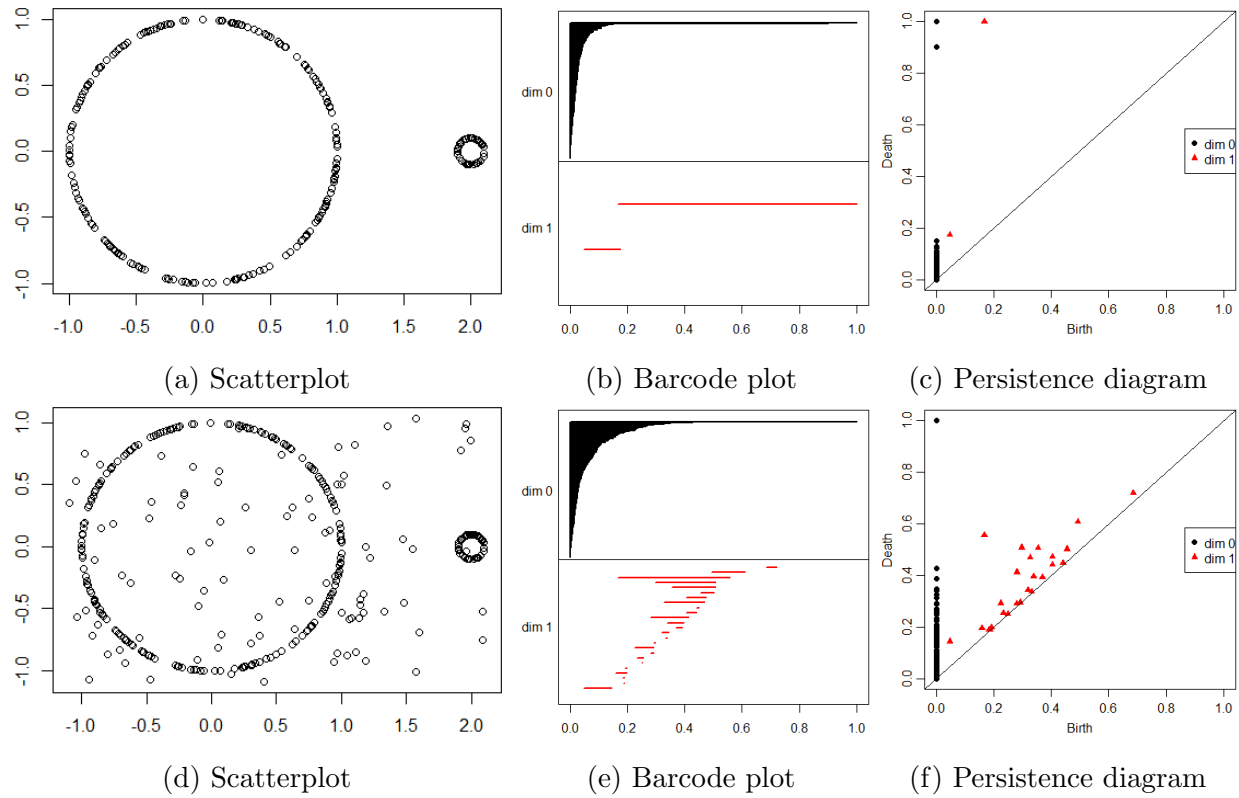 1.0
0.5
0.0
-0.5
-1.0
-1.0 -0.5 0.0 0.5 1.0 1.5 2.0
(a) Scatterplot
dim 0
dim 1
0.0 0.2 0.4 0.6 0.8 1.0
(b) Barcode plot
1.0
0.8
0.6
Death
0.4
0.2
0.0
dim 0
dim 1
0.0 0.2 0.4 0.6 0.8 1.0
Birth
(c) Persistence diagram
1.0
0.5
0.0
-0.5
-1.0
-1.0 -0.5 0.0 0.5 1.0 1.5 2.0
(d) Scatterplot
dim 0
dim 1
0.0 0.2 0.4 0.6 0.8 1.0
(e) Barcode plot
1.0
0.8
0.6
Death
0.4
0.2
0.0
dim 0
dim 1
0.0 0.2 0.4 0.6 0.8 1.0
Birth
(f) Persistence diagram